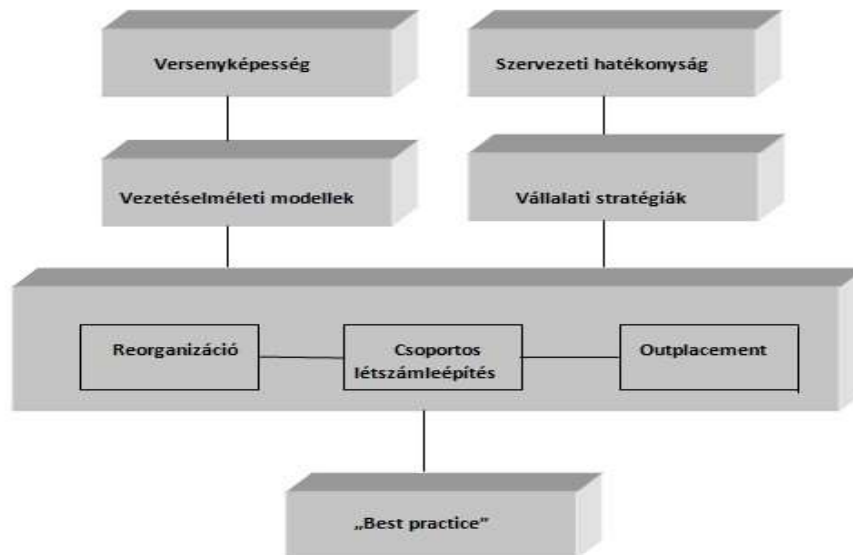 Versenyképesség
Szervezeti hatékonyság
Vezetéselméleti modellek
Vállalati stratégiák
Reorganizáció
Csoportos
létszámleépítés
Outplacement
„Best practice”